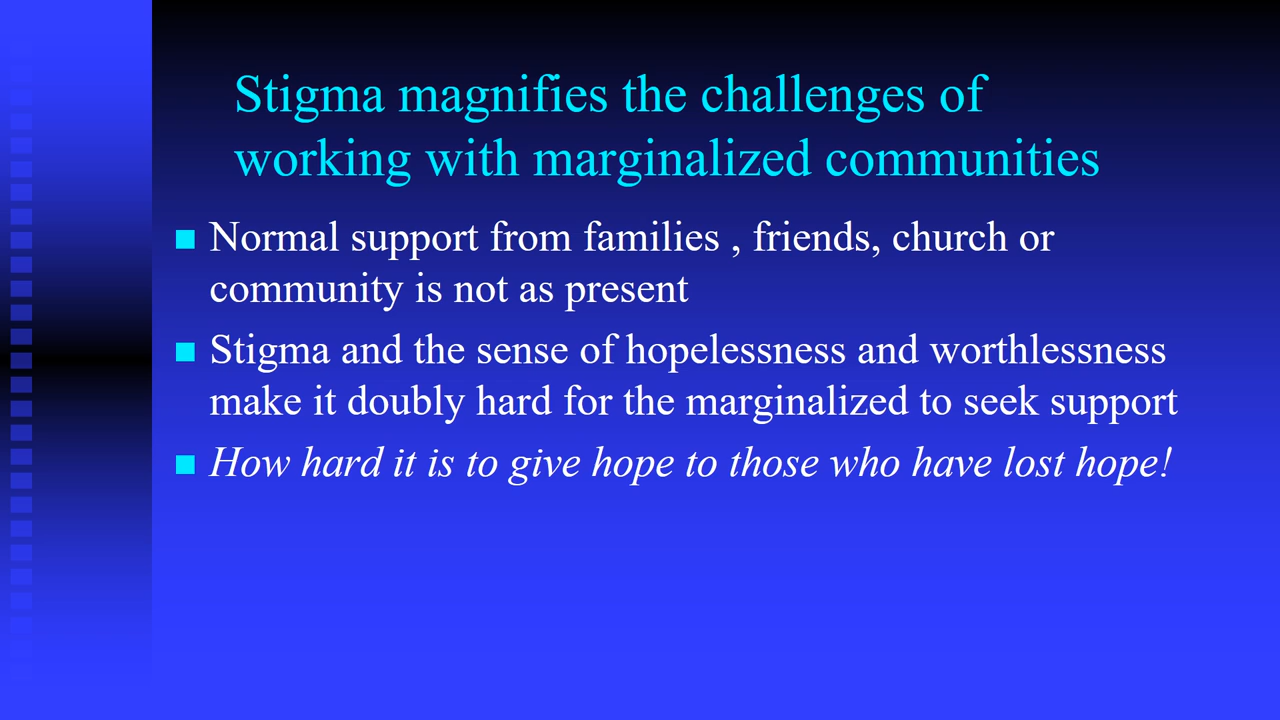 Stigma magnifies the challenges of
working with marginalized communities
Normal support from families , friends, church or
community is not as present
Stigma and the sense of hopelessness and worthlessness
make it doubly hard for the marginalized to seek support
How hard it is to give hope to those who have lost hope!